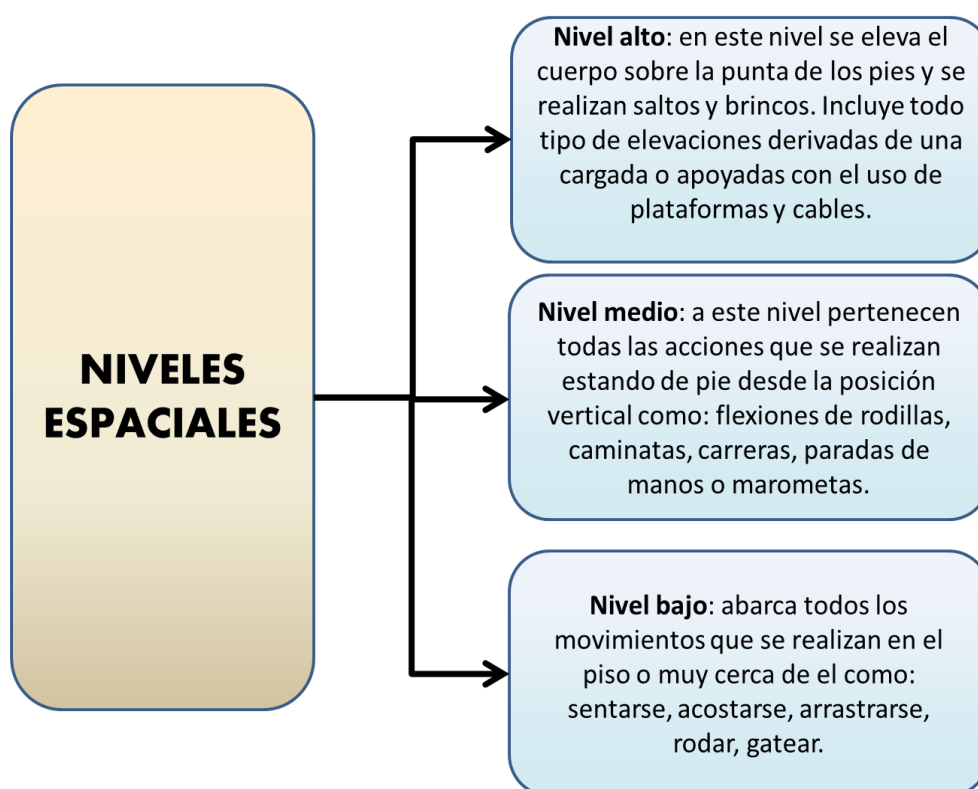 NIVELES
ESPACIALES
Nivel alto: en este nivel se eleva el
cuerpo sobre la punta de los pies y se
realizan saltos y brincos. Incluye todo
tipo de elevaciones derivadas de una
cargada o apoyadas con el uso de
plataformas y cables.
Nivel medio: a este nivel pertenecen
todas las acciones que se realizan
estando de pie desde la posición
vertical como: flexiones de rodillas,
caminatas, carreras, paradas de
manos o marometas.
Nivel bajo: abarca todos los
movimientos que se realizan en el
piso o muy cerca de el como:
sentarse, acostarse, arrastrarse,
rodar, gatear.